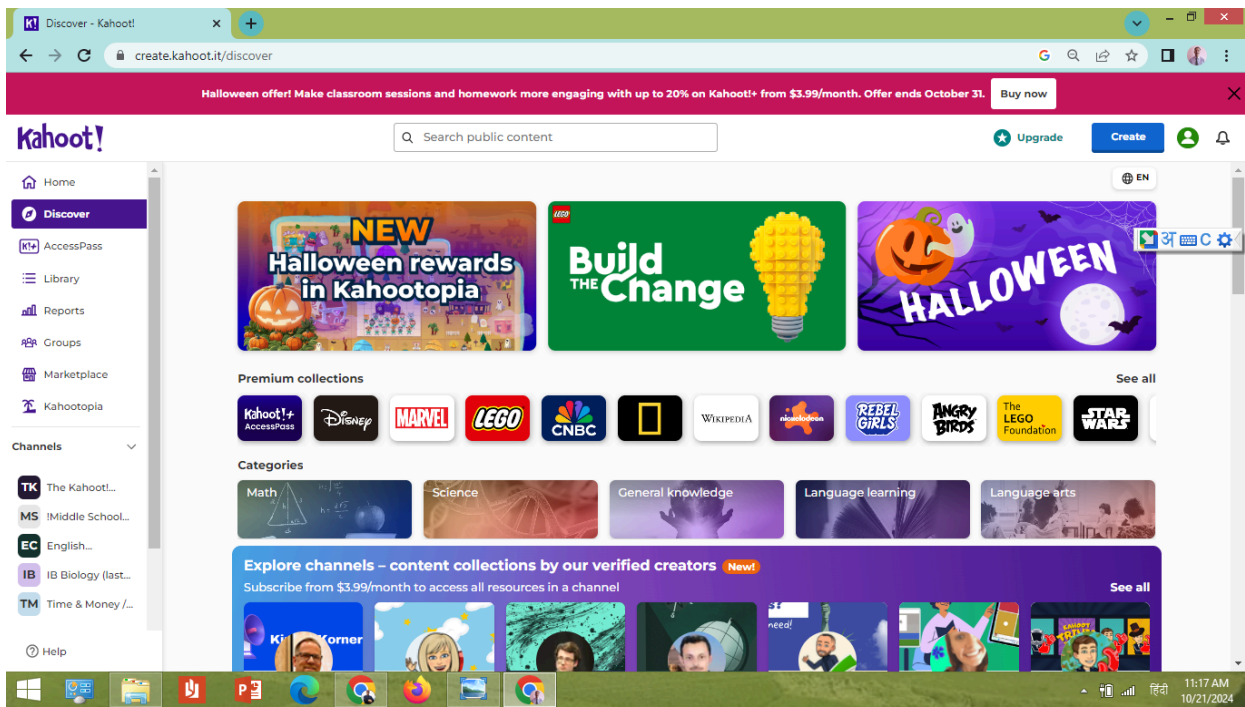 Discover - Kahoot!
create.kahoot.it/discover
Halloween offer! Make classroom sessions and homework more engaging with up to 20% on Kahoot!+ from $3.99/month. Offer ends October 31. Buy now
Kahoot! Search public content Upgrade Create
EN
Home
Discover
K!+ AccessPass
Library
Reports
Groups
Marketplace
Kahootopia
Channels
TK The Kahoot!...
MS !Middle School...
EC English...
IB IB Biology (last...
TM Time & Money /...
Help
NEW
Halloween rewards
in Kahootopia
LEGO
Build
THE Change
HALLOWEEN
अ C
Premium collections See all
Kahoot!+
AccessPass
Disney
MARVEL
LEGO
CNBC
WIKIPEDIA
nickelodeon
REBEL
GIRLS
ANGRY
BIRDS
The
LEGO
Foundation
STAR
WARS
Categories
Math Science General knowledge Language learning Language arts
Explore channels – content collections by our verified creators New!
Subscribe from $3.99/month to access all resources in a channel See all
Korner
need!
KAHOOT
हिंदी
11:17 AM
10/21/2024